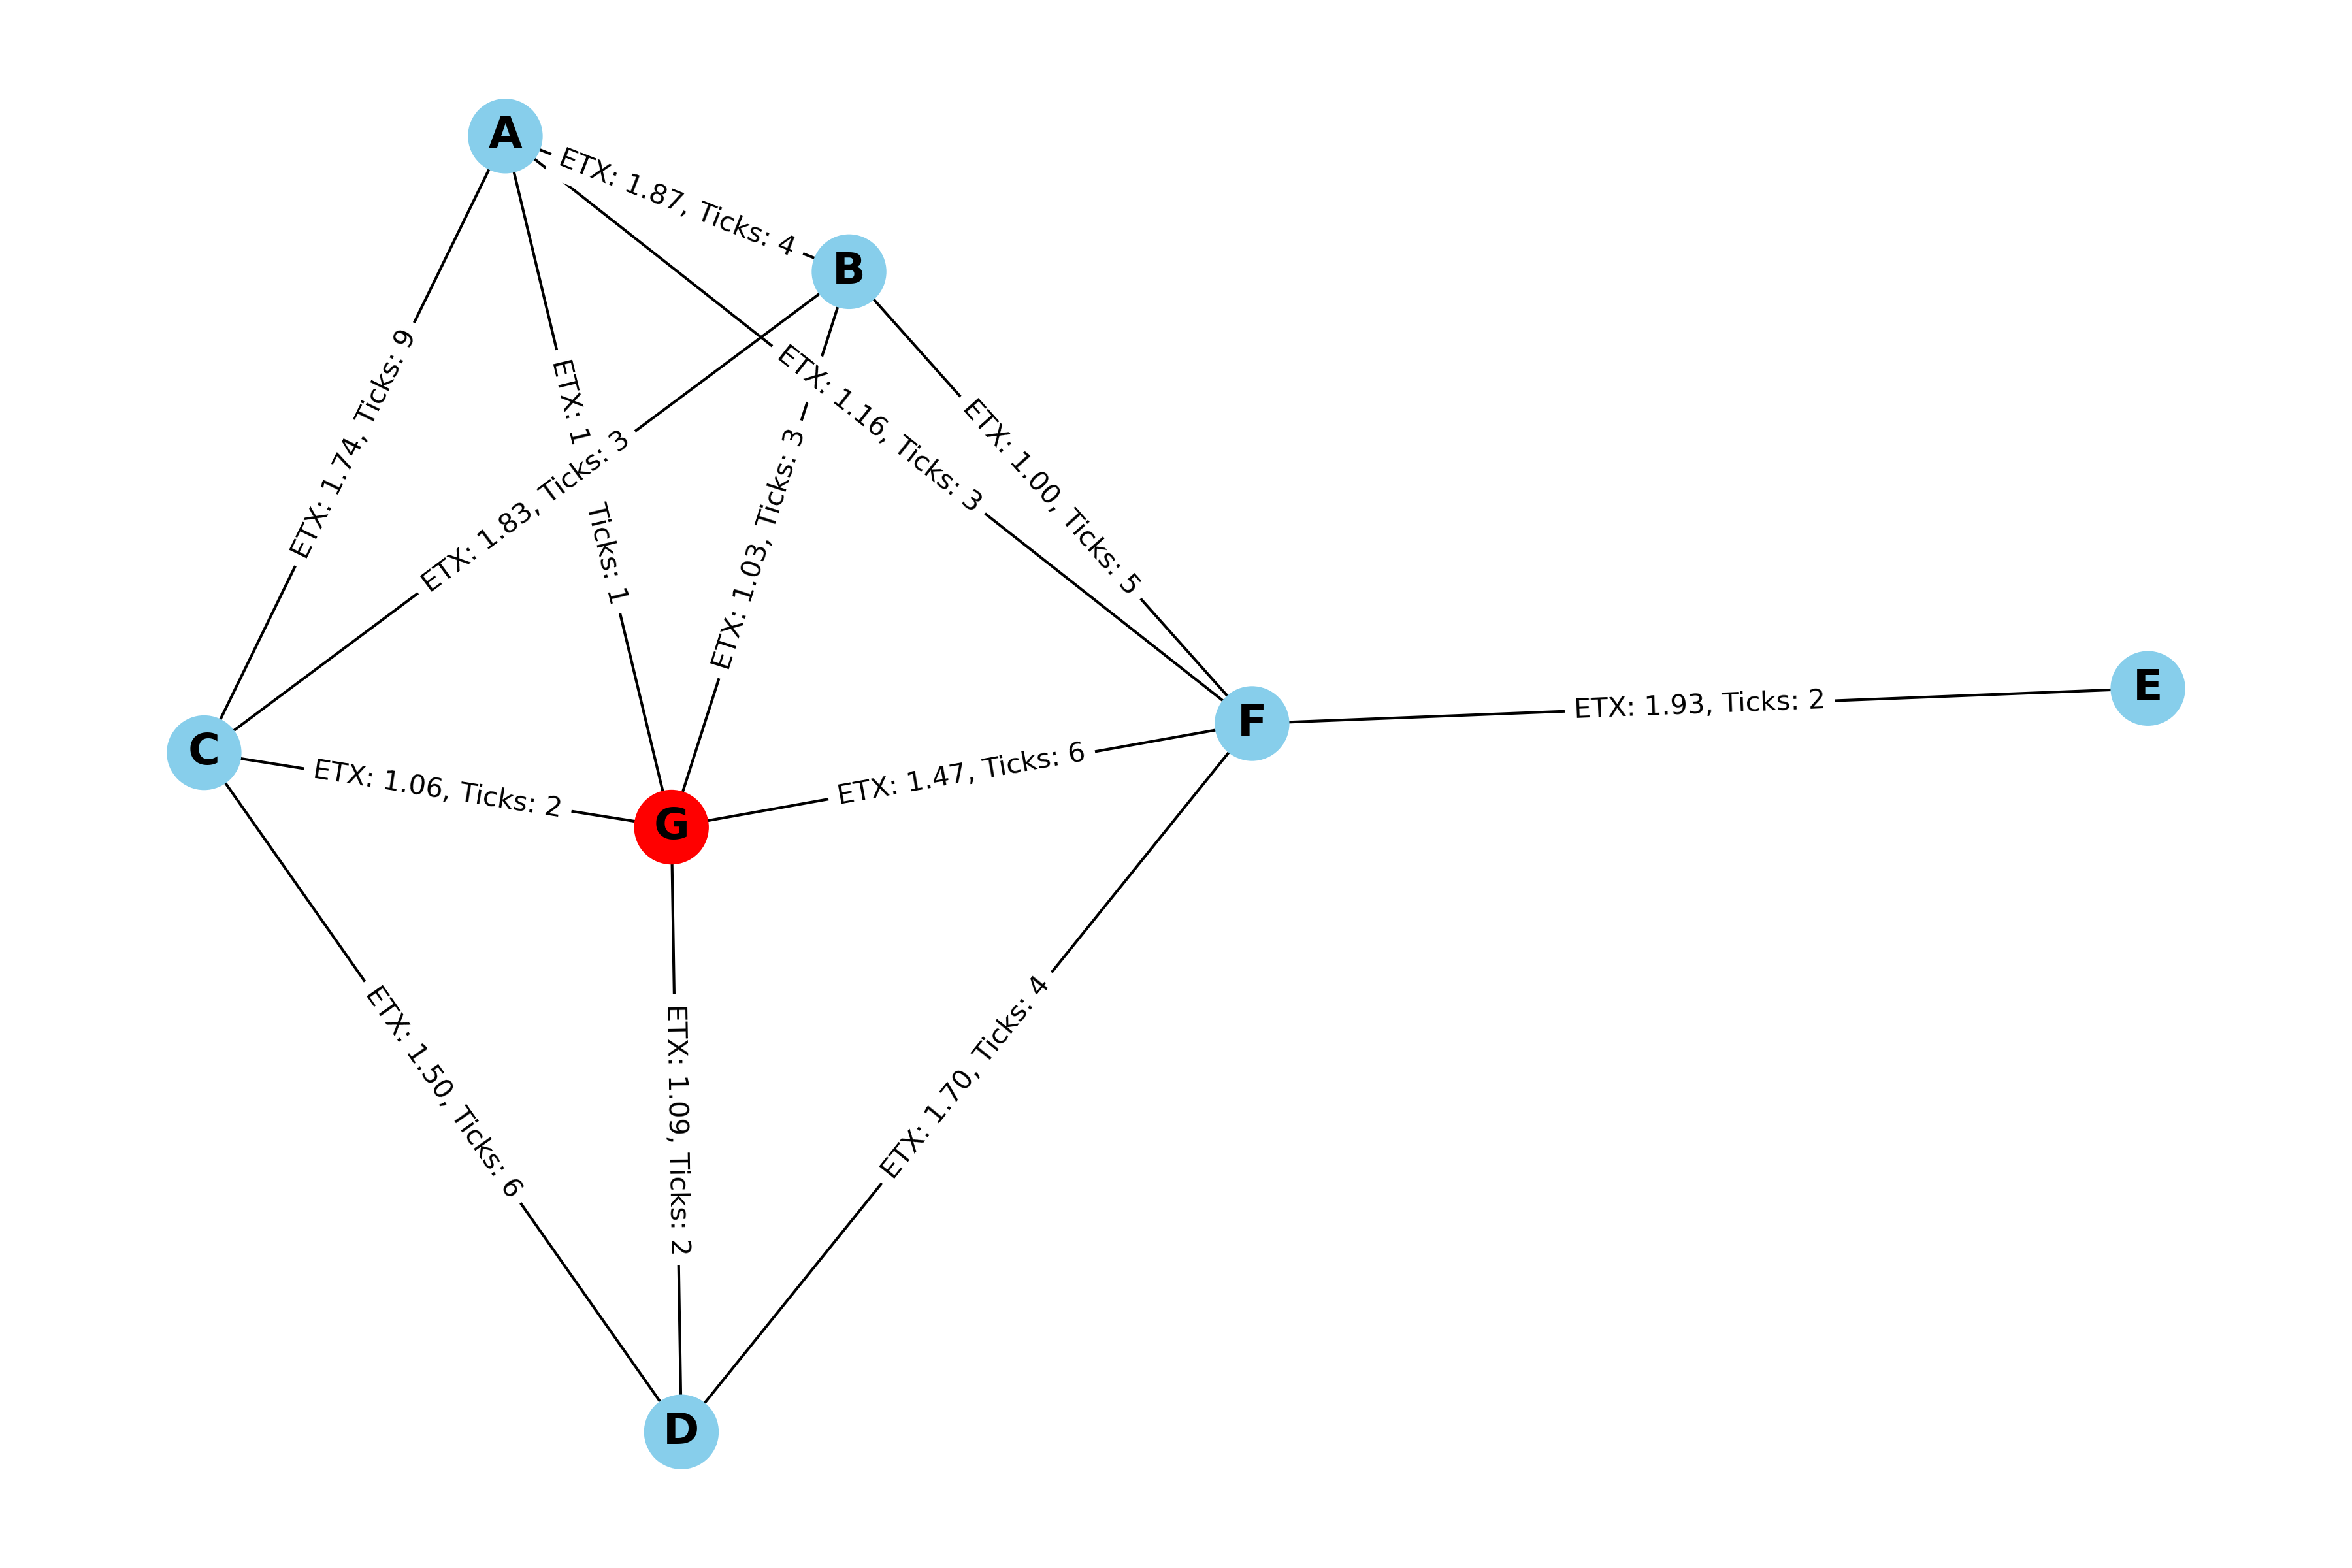 A
ETX: 1.87, Ticks: 4
B
ETX: 1.74, Ticks: 9
ETX: 1
Ticks: 1
ETX: 1.16, Ticks: 3
ETX: 1.00, Ticks: 5
ETX: 1.83, Ticks: 3
ETX: 1.03, Ticks: 3
E
ETX: 1.93, Ticks: 2
F
C
ETX: 1.06, Ticks: 2
ETX: 1.47, Ticks: 6
G
ETX: 1.50, Ticks: 6
ETX: 1.09, Ticks: 2
ETX: 1.70, Ticks: 4
D